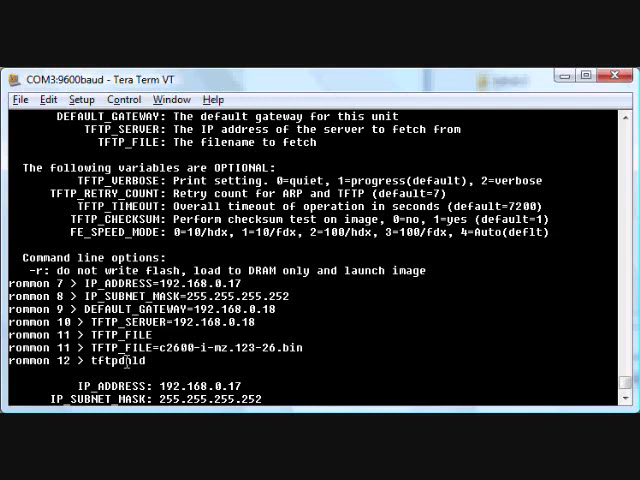 COM3:9600baud - Tera Term VT
File Edit Setup Control Window Help
DEFAULT_GATEWAY: The default gateway for this unit
TFTP_SERVER: The IP address of the server to fetch from
TFTP_FILE: The filename to fetch
The following variables are OPTIONAL:
TFTP_VERBOSE: Print setting. 0=quiet, 1=progress(default), 2=verbose
TFTP_RETRY_COUNT: Retry count for ARP and TFTP (default=7)
TFTP_TIMEOUT: Overall timeout of operation in seconds (default=7200)
TFTP_CHECKSUM: Perform checksum test on image, 0=no, 1=yes (default=1)
FE_SPEED_MODE: 0=10/hdx, 1=10/fdx, 2=100/hdx, 3=100/fdx, 4=Auto(deflt)
Command line options:
-r: do not write flash, load to DRAM only and launch image
rommon 7 > IP_ADDRESS=192.168.0.17
rommon 8 > IP_SUBNET_MASK=255.255.255.252
rommon 9 > DEFAULT_GATEWAY=192.168.0.18
rommon 10 > TFTP_SERVER=192.168.0.18
rommon 11 > TFTP_FILE
rommon 11 > TFTP_FILE=c2600-i-mz.123-26.bin
rommon 12 > tftpdnld
IP_ADDRESS: 192.168.0.17
IP_SUBNET_MASK: 255.255.255.252